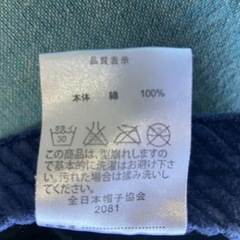 品質表示
本体 綿 100%
30
この商品は、型崩れしますの
で基本的に洗濯はお避け下さ
い。汚れた場合は揉み洗いし
てください。
全日本帽子協会
2081